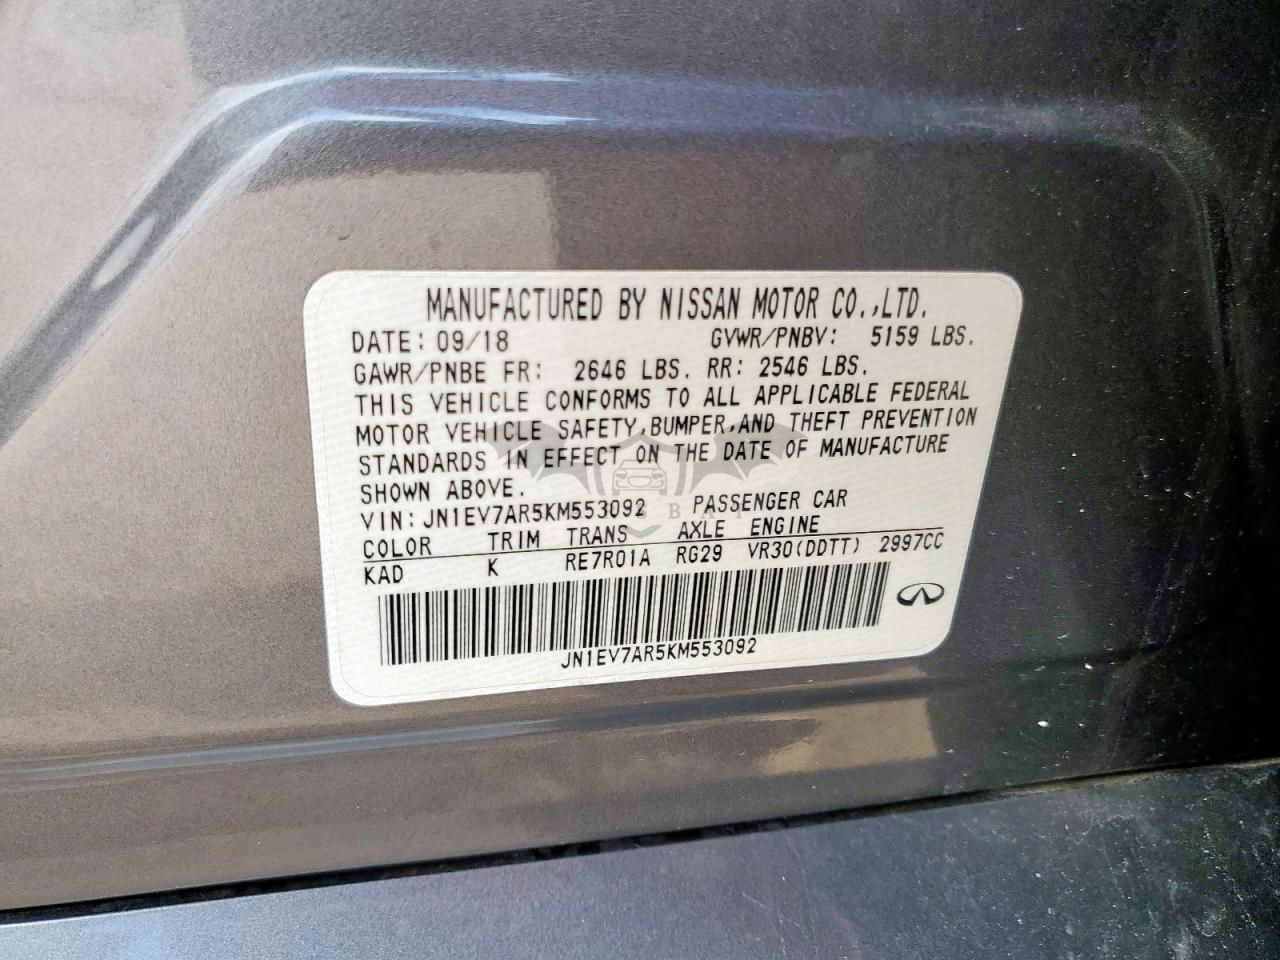 MANUFACTURED BY NISSAN MOTOR CO.,LTD.
DATE: 09/18 GVWR/PNBV: 5159 LBS.
GAWR/PNBE FR: 2646 LBS. RR: 2546 LBS.
THIS VEHICLE CONFORMS TO ALL APPLICABLE FEDERAL
MOTOR VEHICLE SAFETY,BUMPER,AND THEFT PREVENTION
STANDARDS IN EFFECT ON THE DATE OF MANUFACTURE
SHOWN ABOVE.
VIN: JN1EV7AR5KM553092 PASSENGER CAR
COLOR TRIM TRANS AXLE ENGINE
KAD K RE7R01A RG29 VR30(DDTT) 2997CC
JN1EV7AR5KM553092